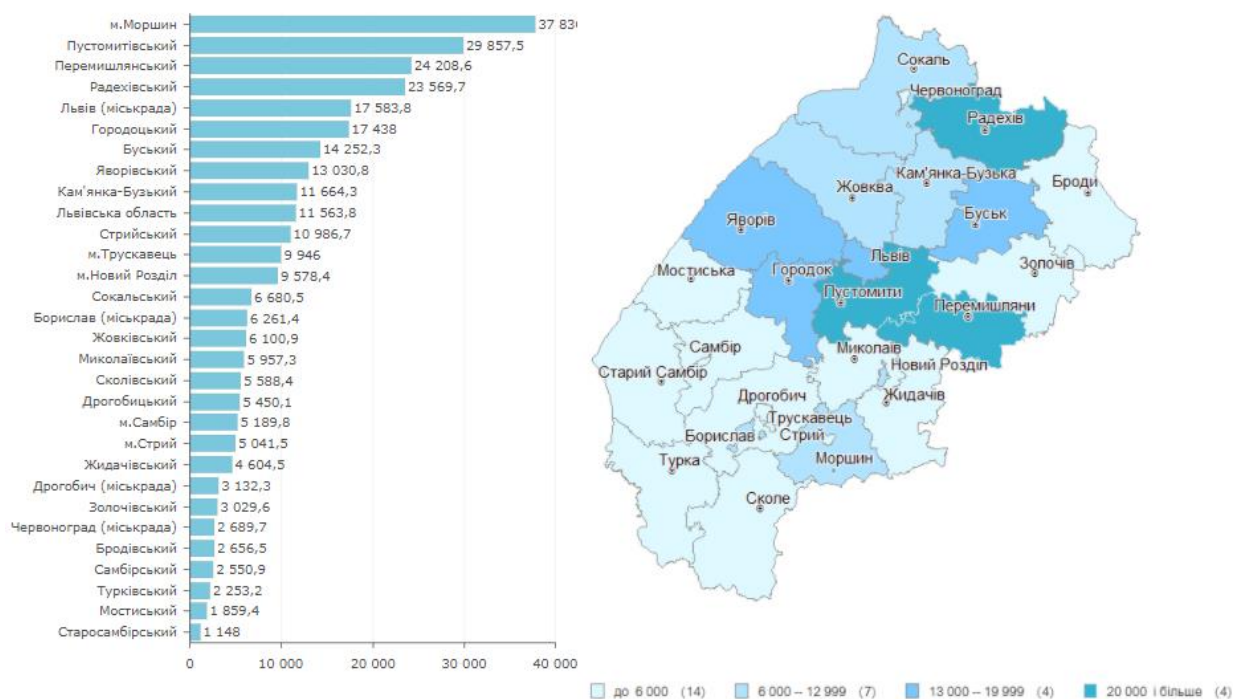 м.Моршин 37 830
Пустомитівський 29 857,5
Перемишлянський 24 208,6
Радехівський 23 569,7
Львів (міськрада) 17 583,8
Городоцький 17 438
Буський 14 252,3
Яворівський 13 030,8
Кам'янка-Бузький 11 664,3
Львівська область 11 563,8
Стрийський 10 986,7
м.Трускавець 9 946
м.Новий Розділ 9 578,4
Сокальський 6 680,5
Борислав (міськрада) 6 261,4
Жовківський 6 100,9
Миколаївський 5 957,3
Сколівський 5 588,4
Дрогобицький 5 450,1
м.Самбір 5 189,8
м.Стрий 5 041,5
Жидачівський 4 604,5
Дрогобич (міськрада) 3 132,3
Золочівський 3 029,6
Червоноград (міськрада) 2 689,7
Бродівський 2 656,5
Самбірський 2 550,9
Турківський 2 253,2
Мостиський 1 859,4
Старосамбірський 1 148
0 10 000 20 000 30 000 40 000
Сокаль
Червоноград
Радехів
Кам'янка-Бузька
Броди
Жовква
Буськ
Яворів
Львів
Золочів
Мостиська
Городок
Пустомити
Перемишляни
Самбір
Миколаїв
Новий Розділ
Старий Самбір
Дрогобич
Жидачів
Трускавець
Борислав
Стрий
Турка
Моршин
Сколе
до 6 000 (14) 6 000 -- 12 999 (7) 13 000 -- 19 999 (4) 20 000 і більше (4)